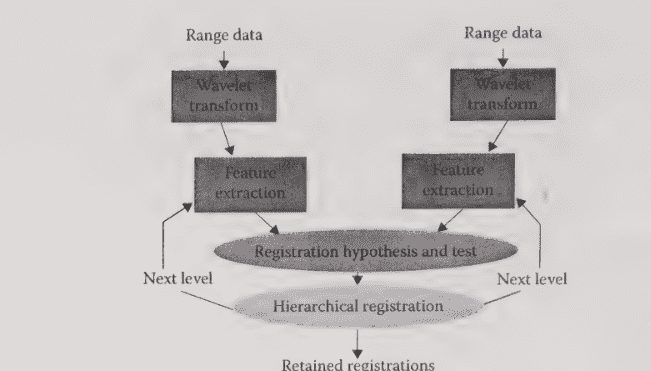 Range data
Range data
Wavelet
transform
Wavelet
transform
Feature
extraction
Feature
extraction
Registration hypothesis and test
Next level
Next level
Hierarchical registration
Retained registrations